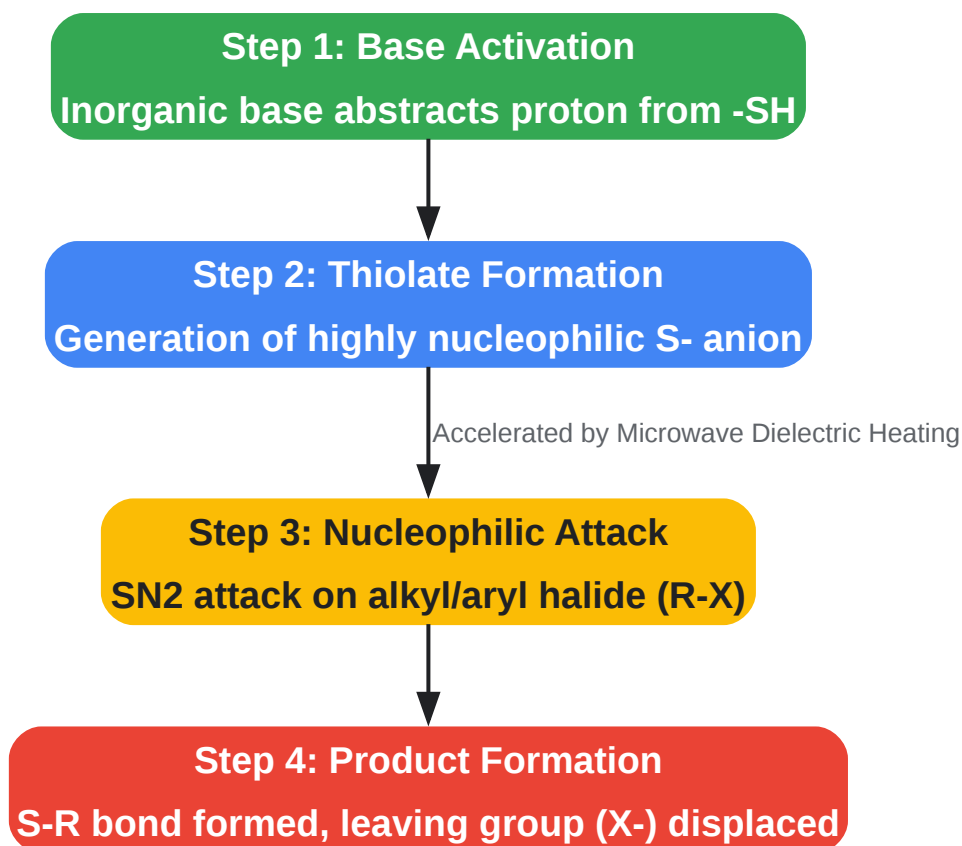 Step 1: Base Activation
Inorganic base abstracts proton from -SH
Step 2: Thiolate Formation
Generation of highly nucleophilic S- anion
Accelerated by Microwave Dielectric Heating
Step 3: Nucleophilic Attack
SN2 attack on alkyl/aryl halide (R-X)
Step 4: Product Formation
S-R bond formed, leaving group (X-) displaced